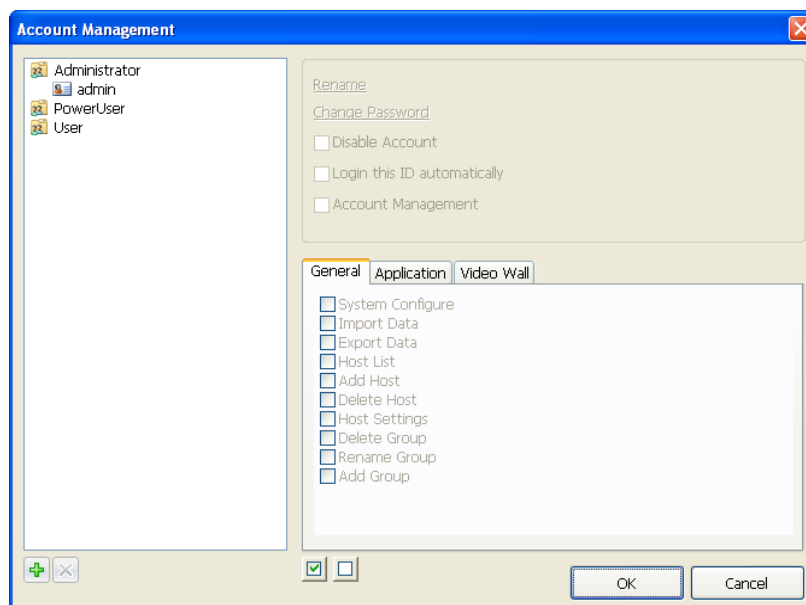 Account Management
Administrator
admin
PowerUser
User
Rename
Change Password
Disable Account
Login this ID automatically
Account Management
General Application Video Wall
System Configure
Import Data
Export Data
Host List
Add Host
Delete Host
Host Settings
Delete Group
Rename Group
Add Group
OK Cancel